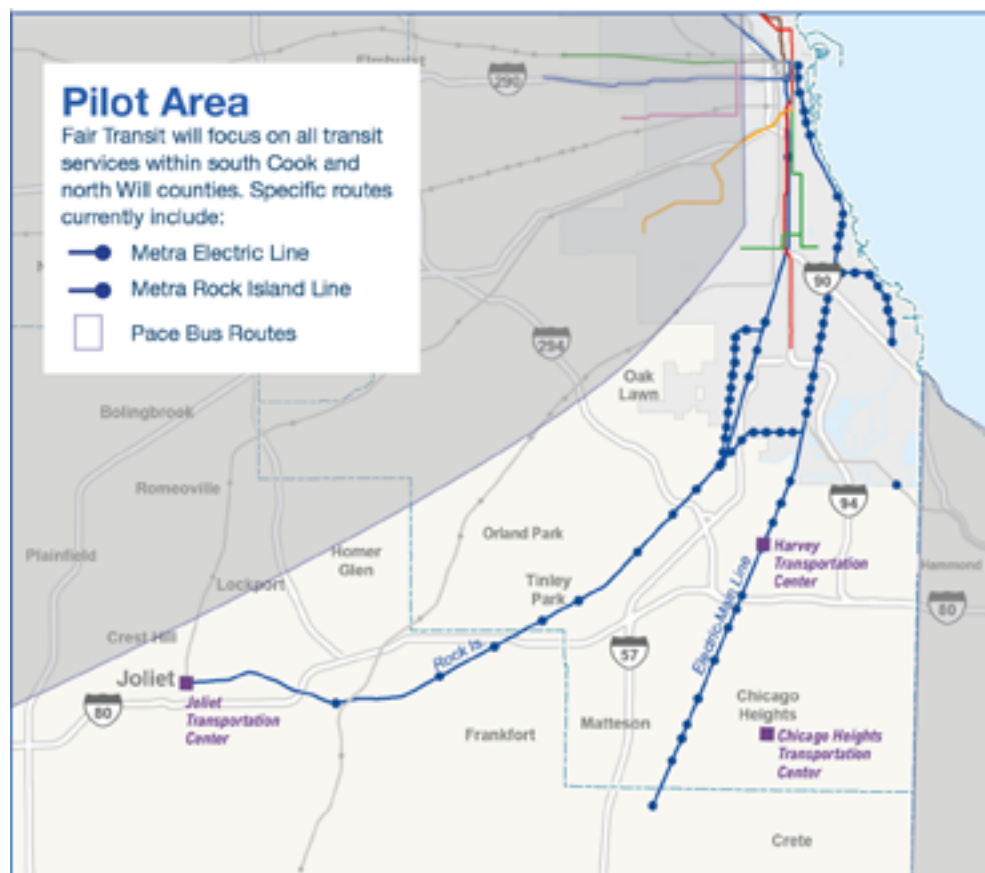 Elmhurst
290
Pilot Area
Fair Transit will focus on all transit
services within south Cook and
north Will counties. Specific routes
currently include:
Metra Electric Line
Metra Rock Island Line
Pace Bus Routes
90
294
Oak
Lawn
Bolingbrook
Romeoville
94
Orland Park
Plainfield
Homer
Glen
Harvey
Transportation
Center
Hammond
Lockport
Tinley
Park
Electric-Main Line
80
Crest Hill
Rock Is.
57
Joliet
Joliet
Transportation
Center
80
Chicago
Heights
Matteson
Frankfort
Chicage Heights
Transportation
Center
Crete